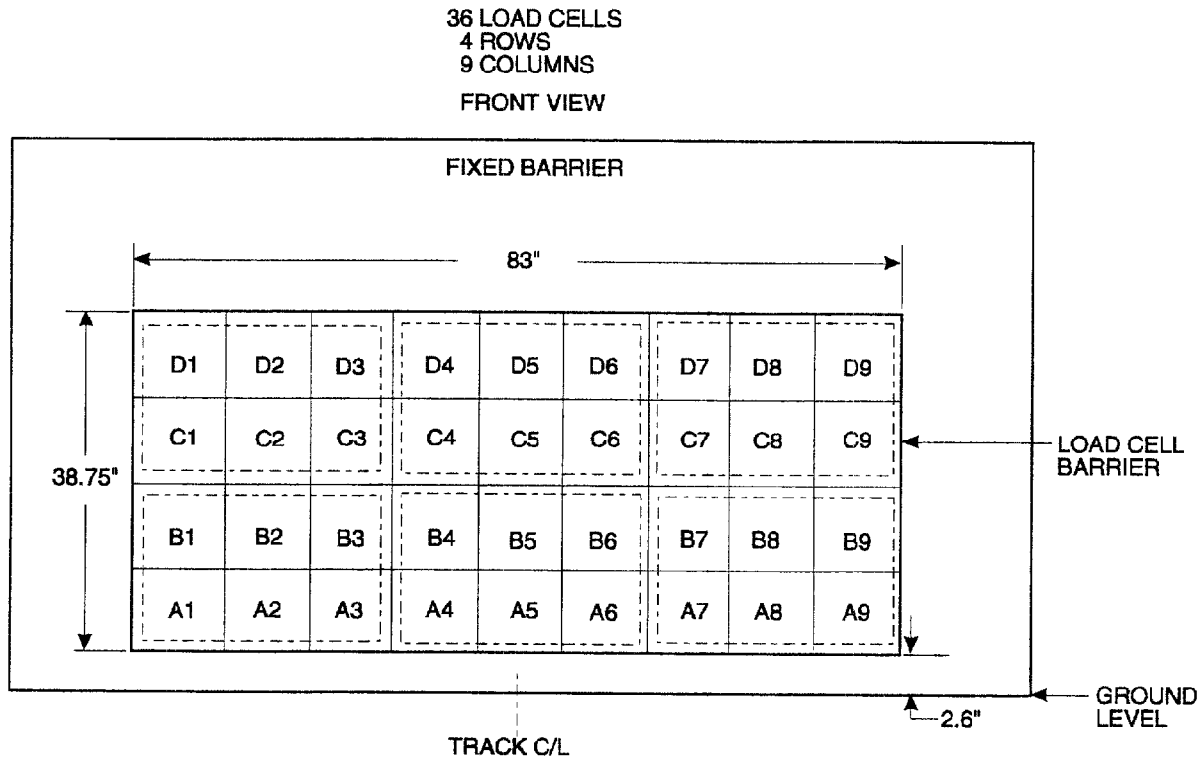 36 LOAD CELLS
4 ROWS
9 COLUMNS
FRONT VIEW
FIXED BARRIER
83"
D1 D2 D3 D4 D5 D6 D7 D8 D9
C1 C2 C3 C4 C5 C6 C7 C8 C9
LOAD CELL
BARRIER
38.75"
B1 B2 B3 B4 B5 B6 B7 B8 B9
A1 A2 A3 A4 A5 A6 A7 A8 A9
GROUND
LEVEL
2.6"
TRACK C/L